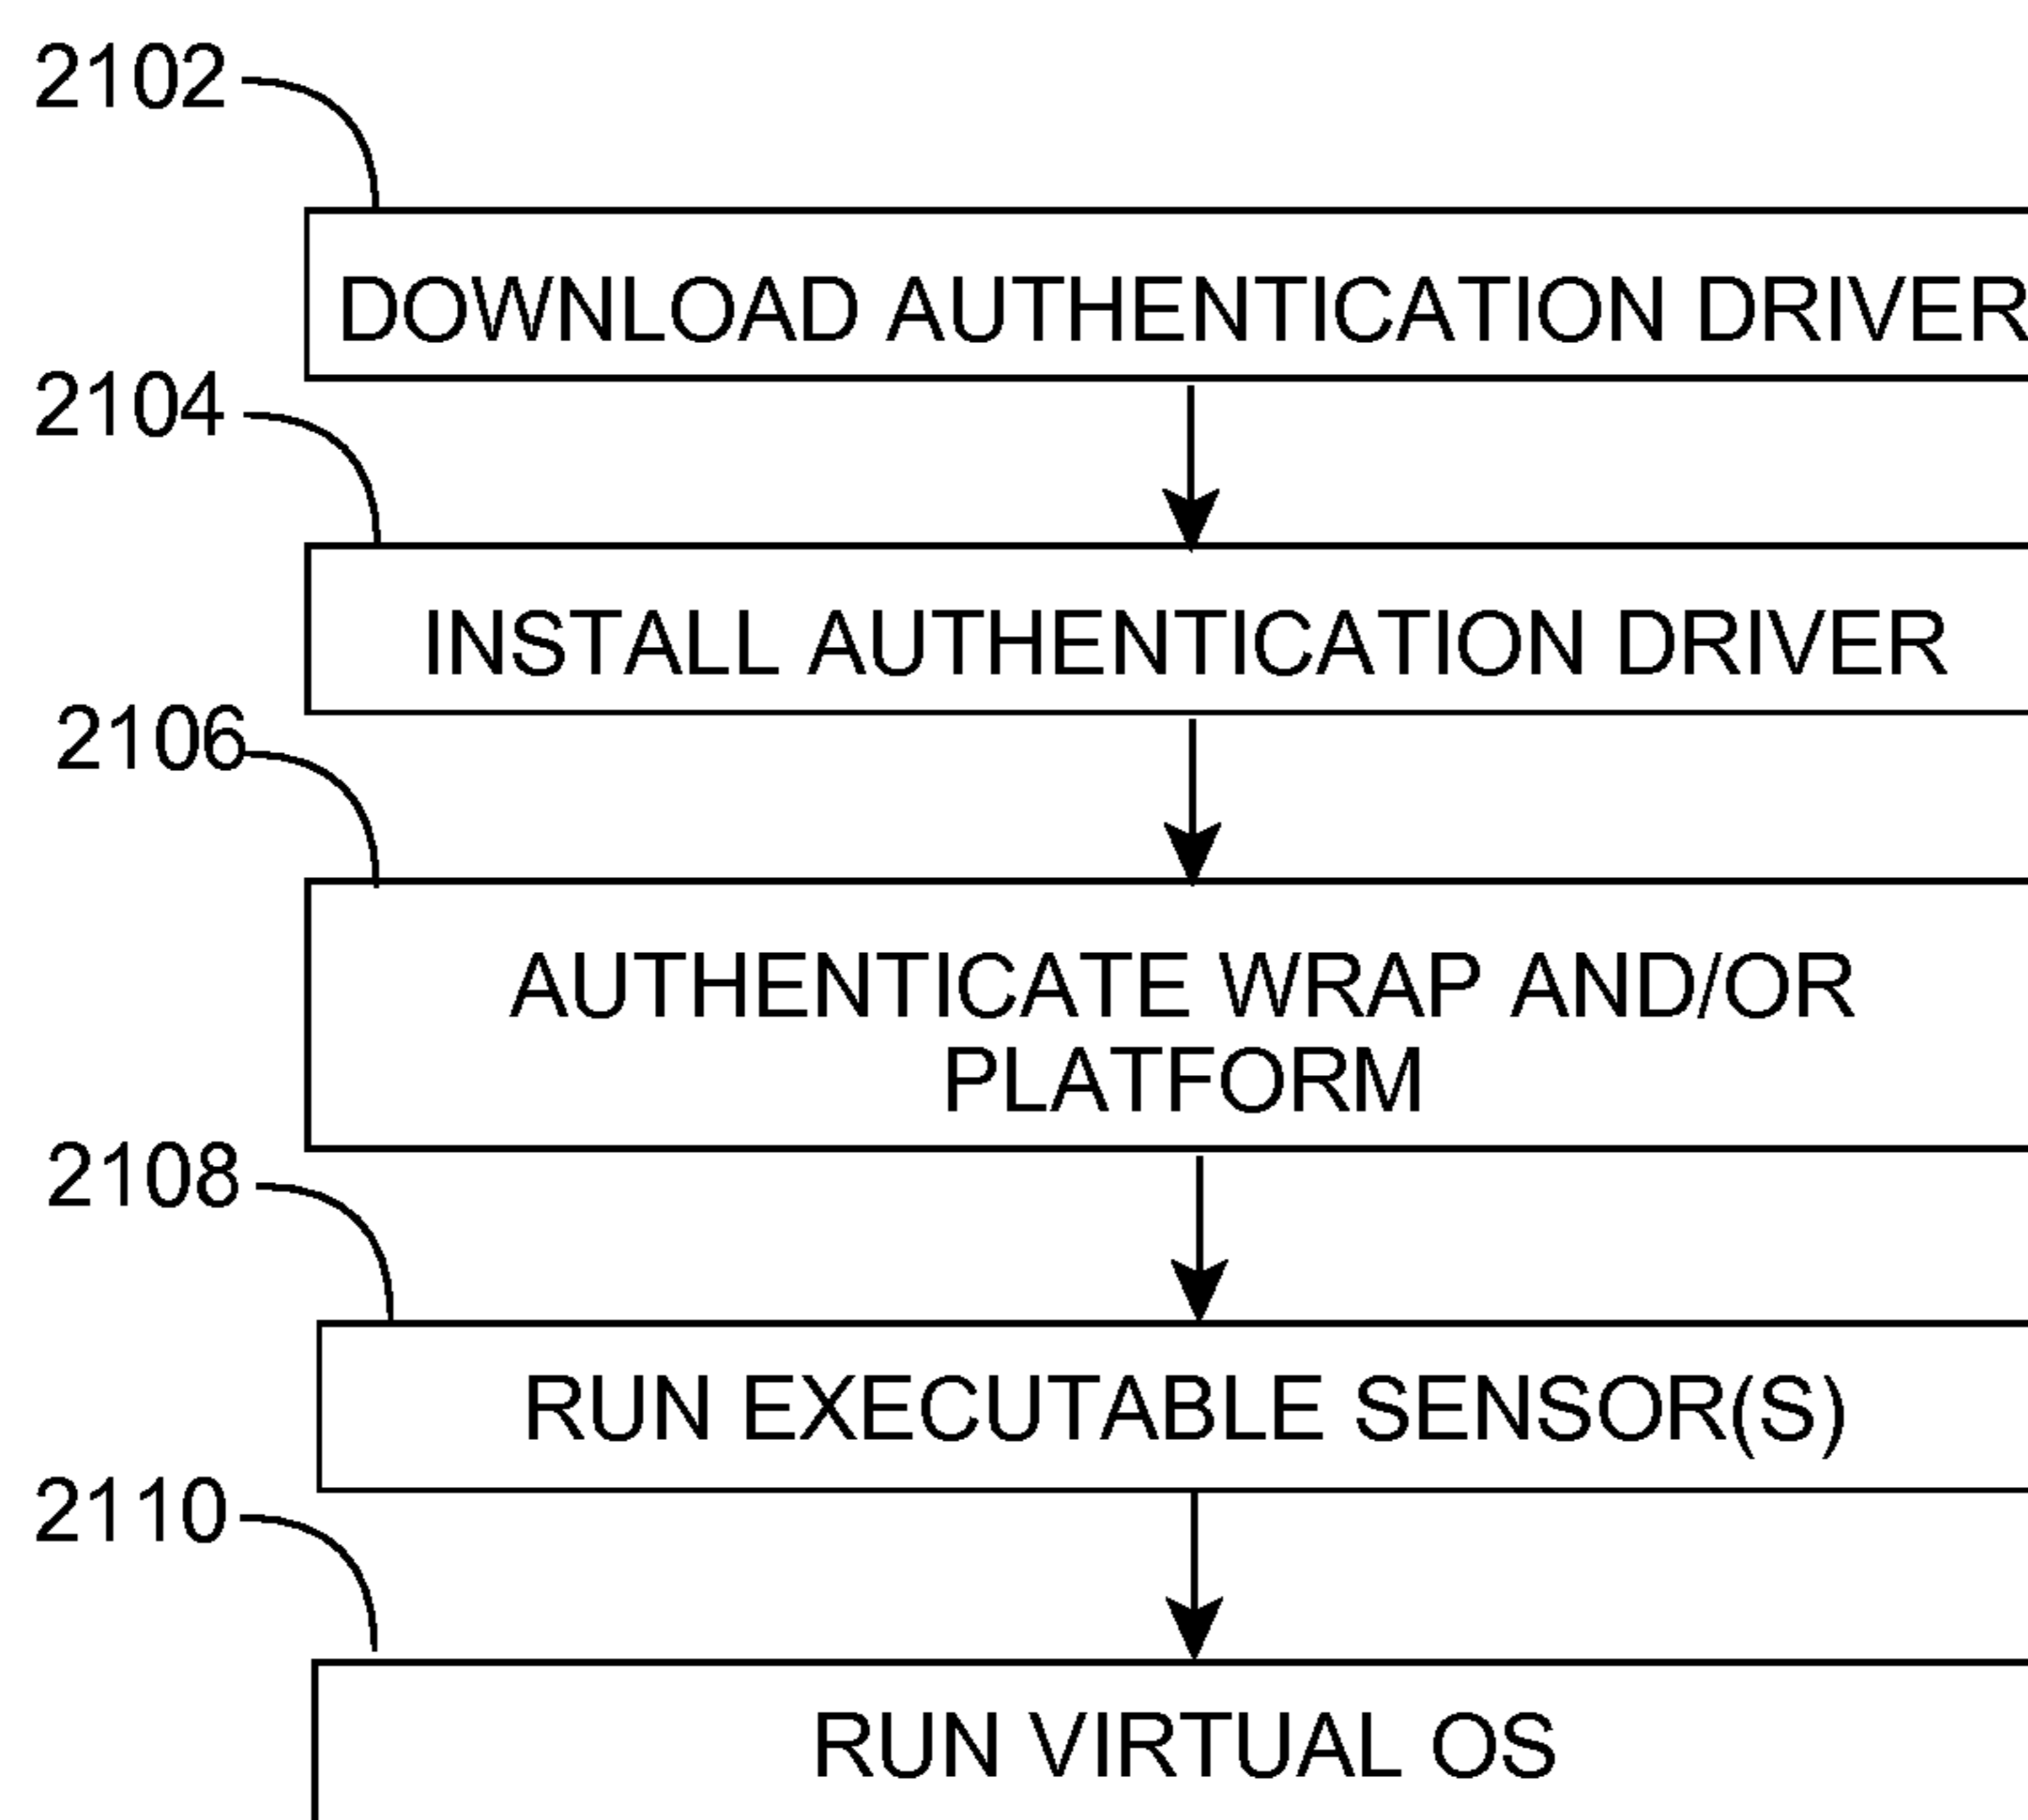 2102
DOWNLOAD AUTHENTICATION DRIVER
2104
INSTALL AUTHENTICATION DRIVER
2106
AUTHENTICATE WRAP AND/OR
PLATFORM
2108
RUN EXECUTABLE SENSOR(S)
2110
RUN VIRTUAL OS